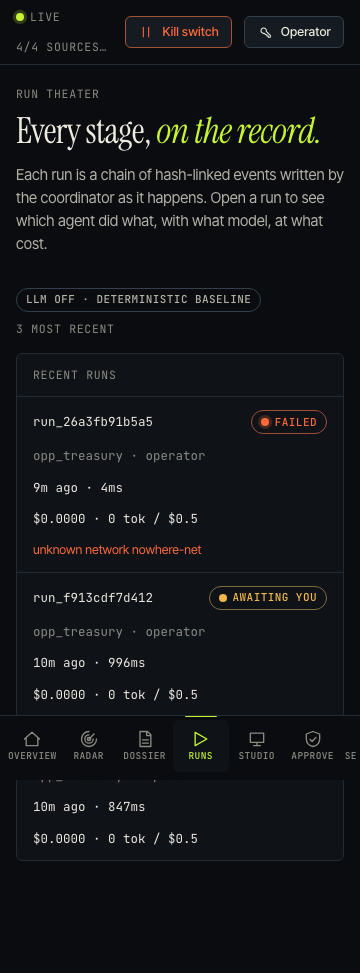 LIVE
4/4 SOURCES…
Kill switch
Operator
RUN THEATER
Every stage, on the record.
Each run is a chain of hash-linked events written by
the coordinator as it happens. Open a run to see
which agent did what, with what model, at what
cost.
LLM OFF · DETERMINISTIC BASELINE
3 MOST RECENT
RECENT RUNS
run_26a3fb91b5a5
FAILED
opp_treasury · operator
9m ago · 4ms
$0.0000 · 0 tok / $0.5
unknown network nowhere-net
run_f913cdf7d412
AWAITING YOU
opp_treasury · operator
10m ago · 996ms
$0.0000 · 0 tok / $0.5
OVERVIEW
RADAR
DOSSIER
RUNS
STUDIO
APPROVE
SE
10m ago · 847ms
$0.0000 · 0 tok / $0.5